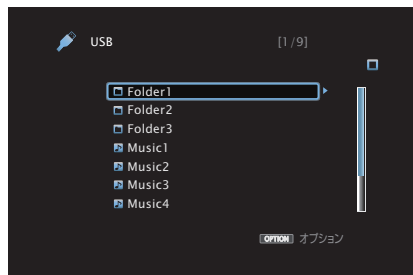 USB [1/9]
Folder1
Folder2
Folder3
Music1
Music2
Music3
Music4
OPTION オプション